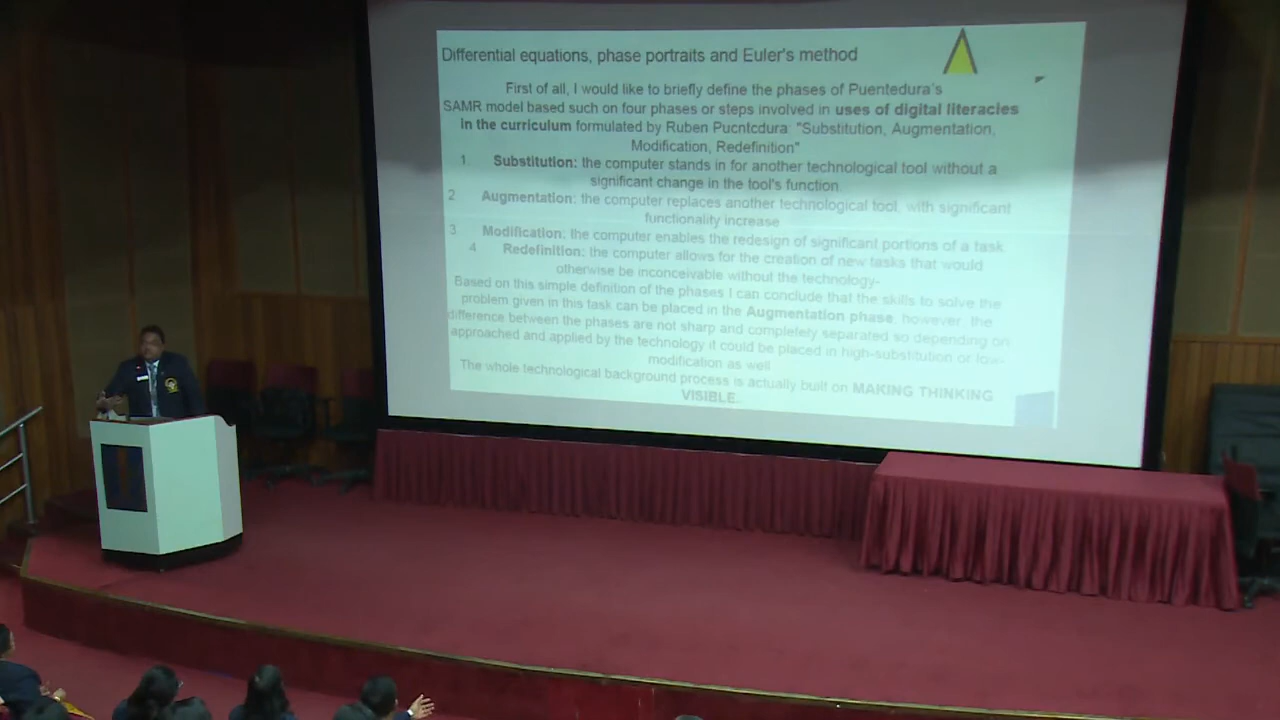 Differential equations, phase portraits and Euler's method
First of all, I would like to briefly define the phases of Puentedura's
SAMR model based such on four phases or steps involved in uses of digital literacies
In the curriculum formulated by Ruben Puentedura: "Substitution, Augmentation,
Modification, Redefinition"
1. Substitution: the computer stands in for another technological tool without a
significant change in the tool's function.
2. Augmentation: the computer replaces another technological tool, with significant
functionality increase
3. Modification: the computer enables the redesign of significant portions of a task
4. Redefinition: the computer allows for the creation of new tasks that would
otherwise be inconceivable without the technology-
Based on this simple definition of the phases I can conclude that the skills to solve the
problem given in this task can be placed in the Augmentation phase, however, the
difference between the phases are not sharp and completely separated so depending on
approached and applied by the technology it could be placed in high-substitution or low-
modification as well
The whole technological background process is actually built on MAKING THINKING
VISIBLE.